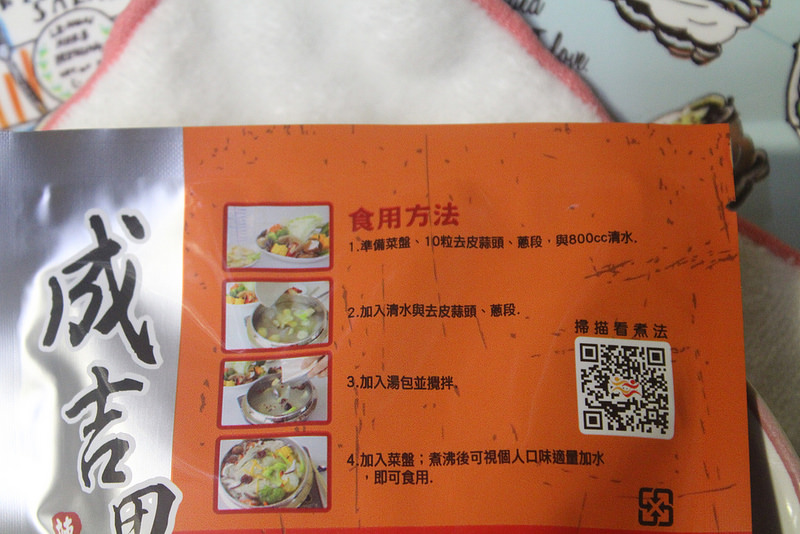 成吉思
食用方法
1.準備菜盤、10粒去皮蒜頭、蔥段，與800cc清水.
2.加入清水與去皮蒜頭、蔥段.
3.加入湯包並攪拌.
4.加入菜盤；煮沸後可視個人口味適量加水
，即可食用.
掃描看煮法
love